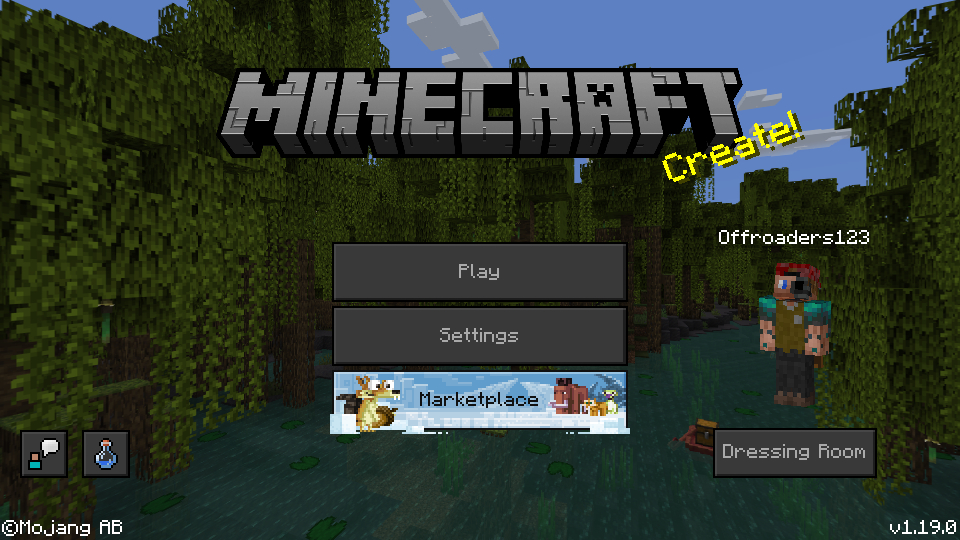 MINECRAFT
Create!
Offroaders123
Play
Settings
Marketplace
Dressing Room
©Mojang AB
v1.19.0